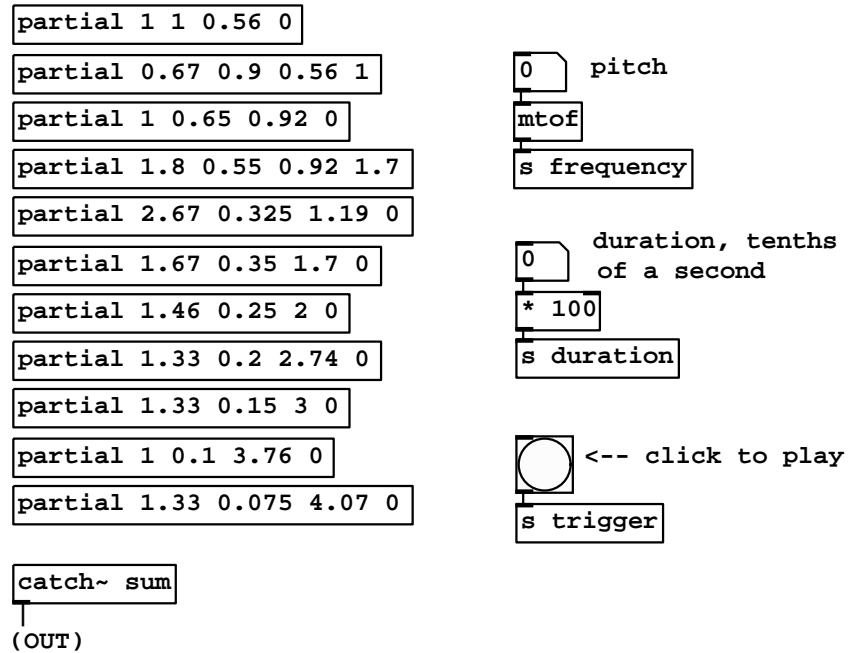 partial 1 1 0.56 0
partial 0.67 0.9 0.56 1
partial 1 0.65 0.92 0
partial 1.8 0.55 0.92 1.7
partial 2.67 0.325 1.19 0
partial 1.67 0.35 1.7 0
partial 1.46 0.25 2 0
partial 1.33 0.2 2.74 0
partial 1.33 0.15 3 0
partial 1 0.1 3.76 0
partial 1.33 0.075 4.07 0
catch~ sum
(OUT)
0 pitch
mtof
s frequency
duration, tenths
0 of a second
* 100
s duration
<-- click to play
s trigger